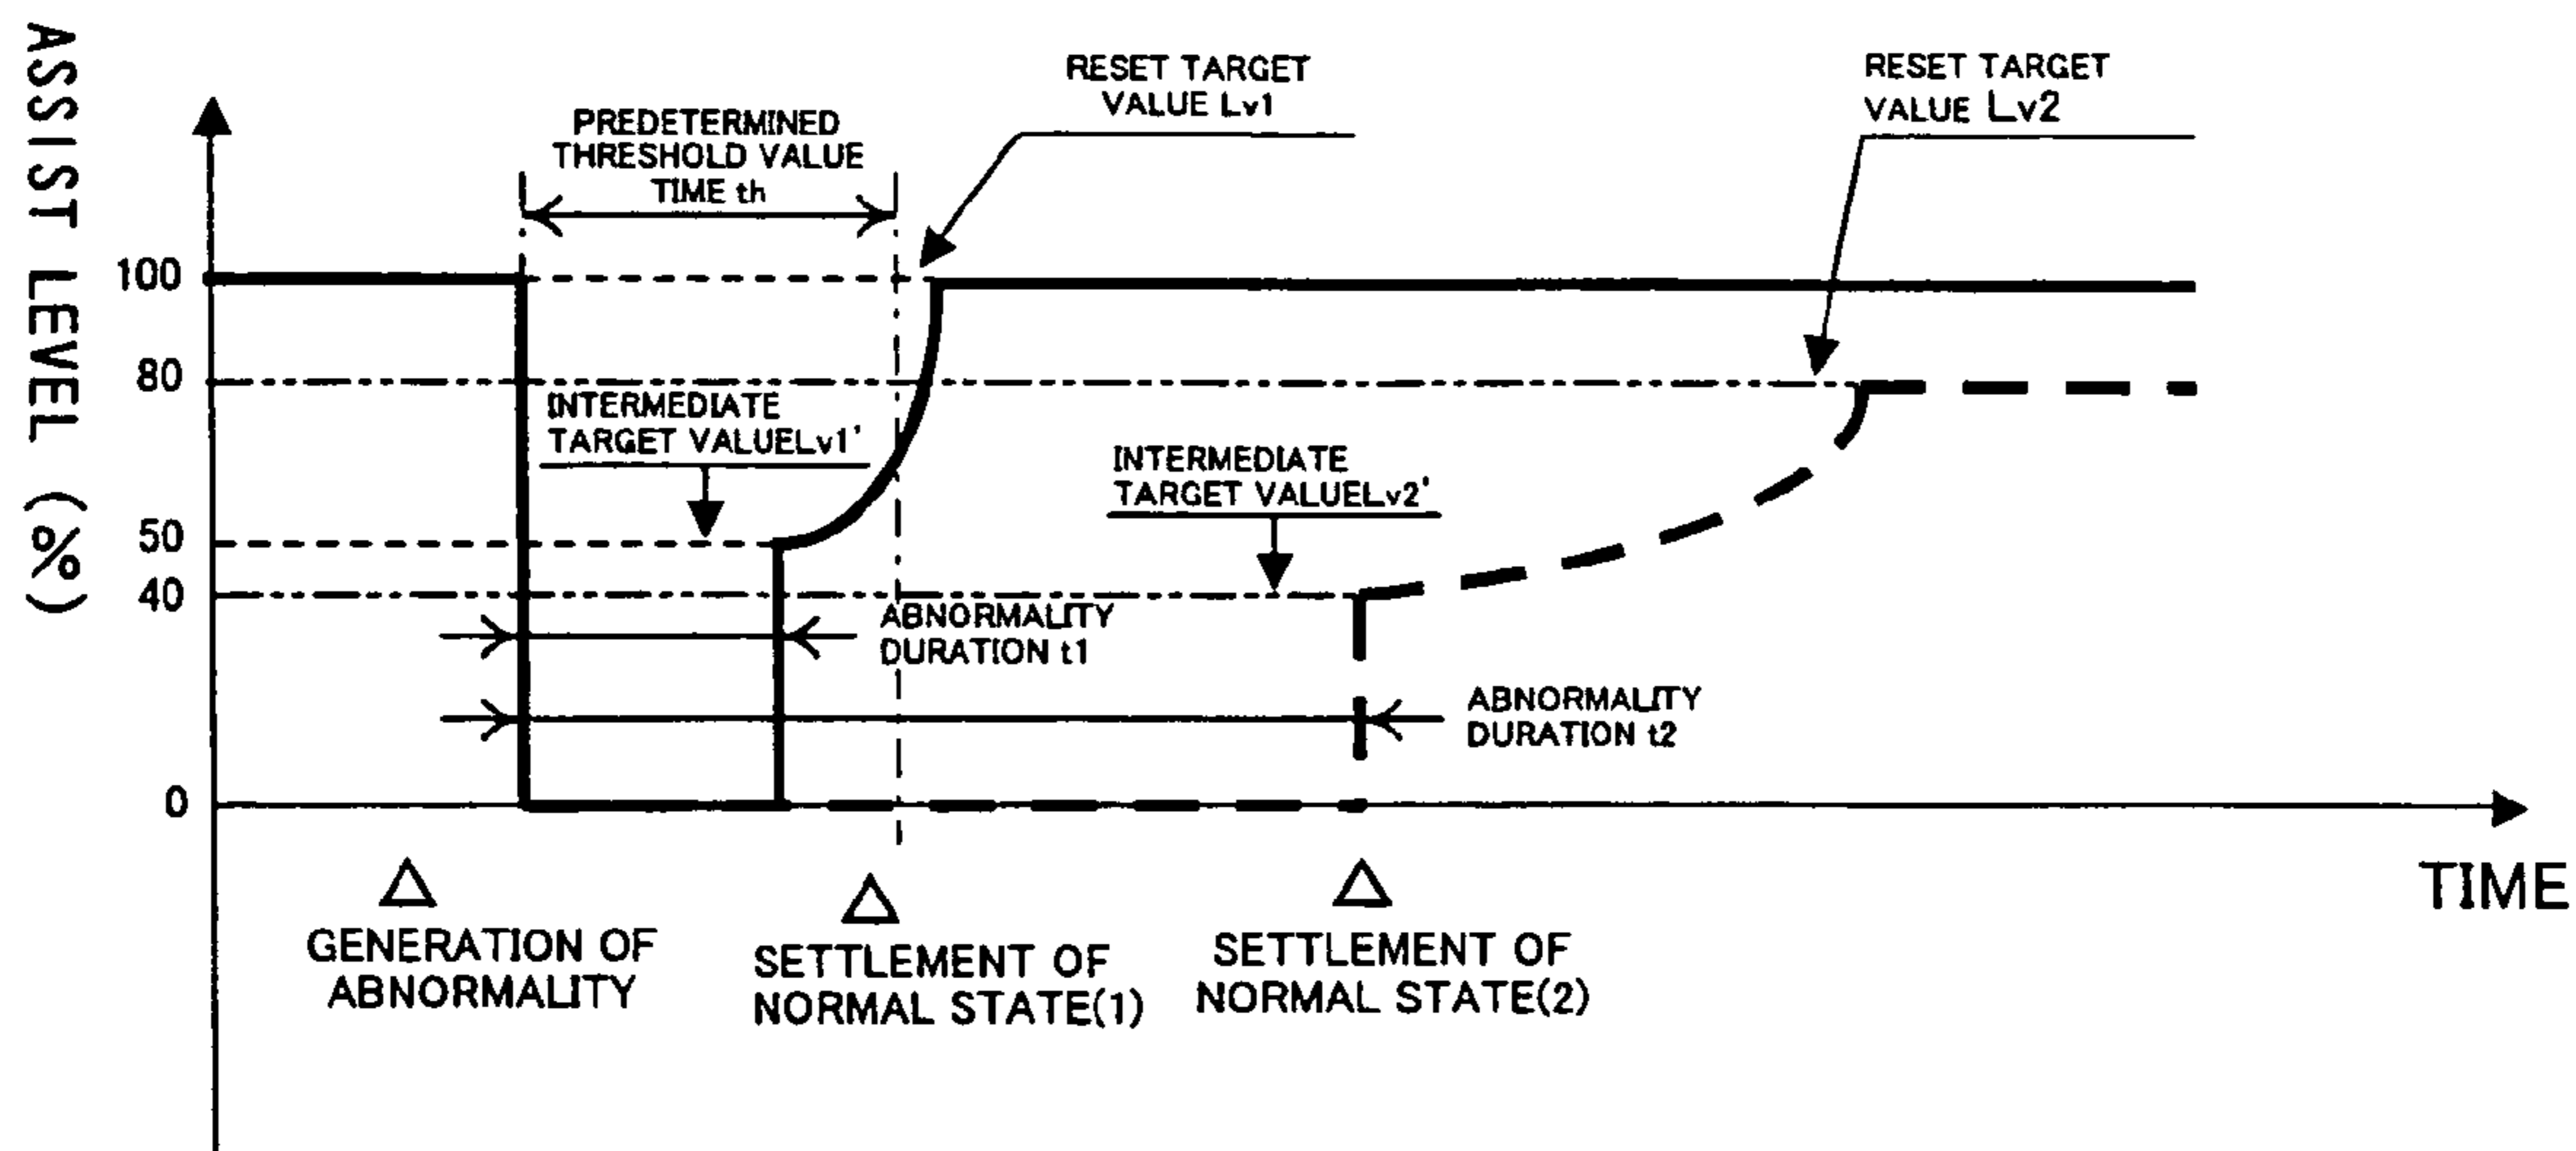 ASSIST LEVEL (%)
RESET TARGET
VALUE Lv1
RESET TARGET
VALUE Lv2
PREDETERMINED
THRESHOLD VALUE
TIME th
100
80
INTERMEDIATE
TARGET VALUELv1'
INTERMEDIATE
TARGET VALUELv2'
50
40
ABNORMALITY
DURATION t1
ABNORMALITY
DURATION t2
0
TIME
GENERATION OF
ABNORMALITY
SETTLEMENT OF
NORMAL STATE(1)
SETTLEMENT OF
NORMAL STATE(2)